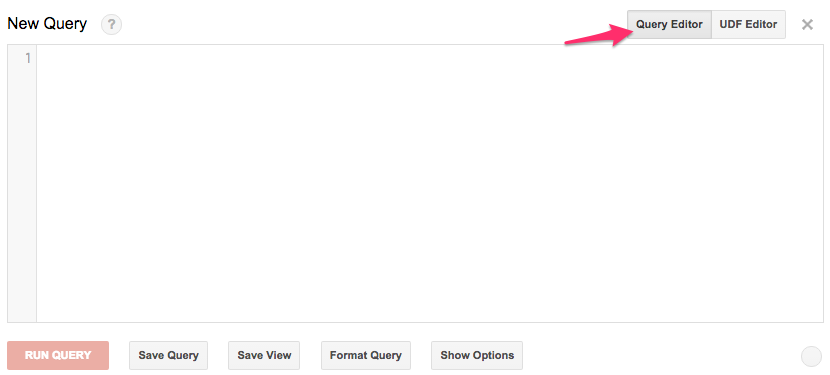 New Query ? Query Editor UDF Editor ×
1
RUN QUERY Save Query Save View Format Query Show Options